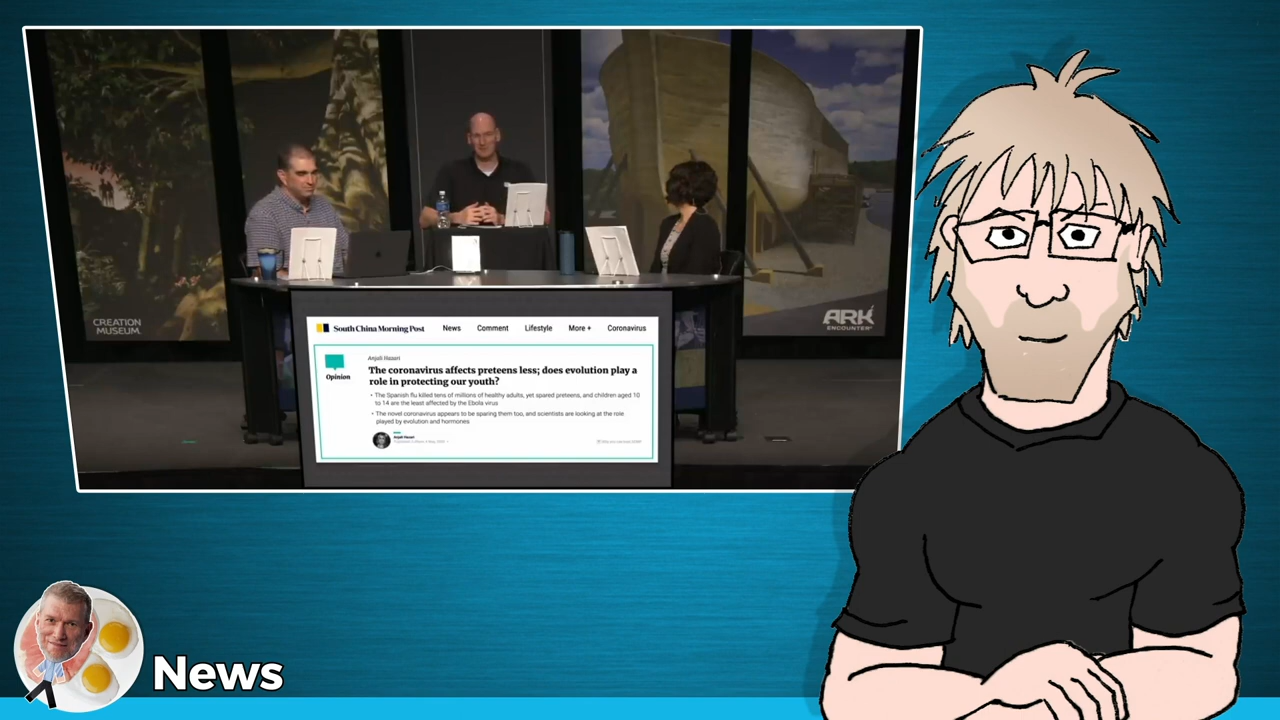 CREATION
MUSEUM
ARK
ENCOUNTER
South China Morning Post News Comment Lifestyle More + Coronavirus
Opinion
Anjali Hazari
The coronavirus affects preteens less; does evolution play a
role in protecting our youth?
• The Spanish flu killed tens of millions of healthy adults, yet spared preteens, and children aged 10
to 14 are the least affected by the Ebola virus
• The novel coronavirus appears to be sparing them too, and scientists are looking at the role
played by evolution and hormones
Anjali Hazari
News